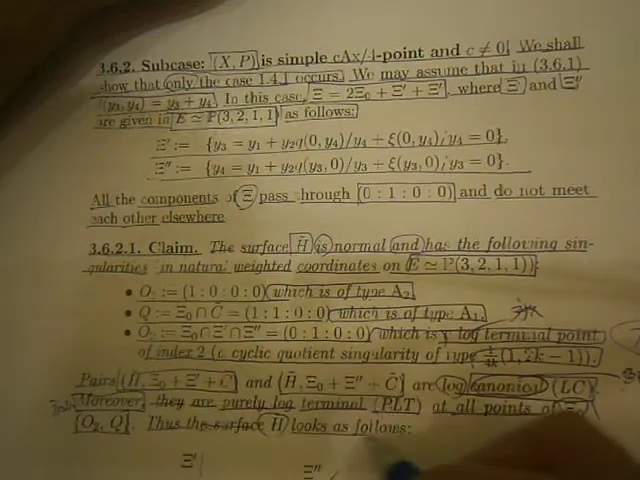 3.6.2. Subcase: (X, P) is simple cAx/4-point and c ≠ 0. We shall
show that only the case 1.4.1 occurs. We may assume that in (3.6.1)
(y₃, y₄) = y₃ + y₄. In this case Ξ = 2Ξ₀ + Ξ′ + Ξ″, where Ξ′ and Ξ″
are given in E ≃ P(3, 2, 1, 1) as follows:
Ξ′ := {y₃ = y₁ + y₂q(0, y₄)/y₄ + ξ(0, y₄)/y₄ = 0},
Ξ″ := {y₄ = y₁ + y₂q(y₃, 0)/y₃ + ξ(y₃, 0)/y₃ = 0}.
All the components of Ξ pass through [0 : 1 : 0 : 0) and do not meet
each other elsewhere
3.6.2.1. Claim. The surface H̃ is normal and has the following sin-
gularities in natural weighted coordinates on E ≃ P(3, 2, 1, 1)):
• O₁ := (1 : 0 : 0 : 0) which is of type A₂,
• Q := Ξ₀ ∩ C̃ = (1 : 1 : 0 : 0) which is of type A₁,
• O₂ := Ξ₀ ∩ Ξ′ ∩ Ξ″ = (0 : 1 : 0 : 0) which is log terminal point
of index 2 (a cyclic quotient singularity of type (1, 2k − 1)).
Pairs (H̃, Ξ₀ + Ξ′ + C̃) and (H̃, Ξ₀ + Ξ″ + C̃) are log canonical (LC).
Moreover, they are purely log terminal (PLT) at all points of Ξ₀ \
{O₂, Q}. Thus the surface H̃ looks as follows:
Ξ′
Ξ″